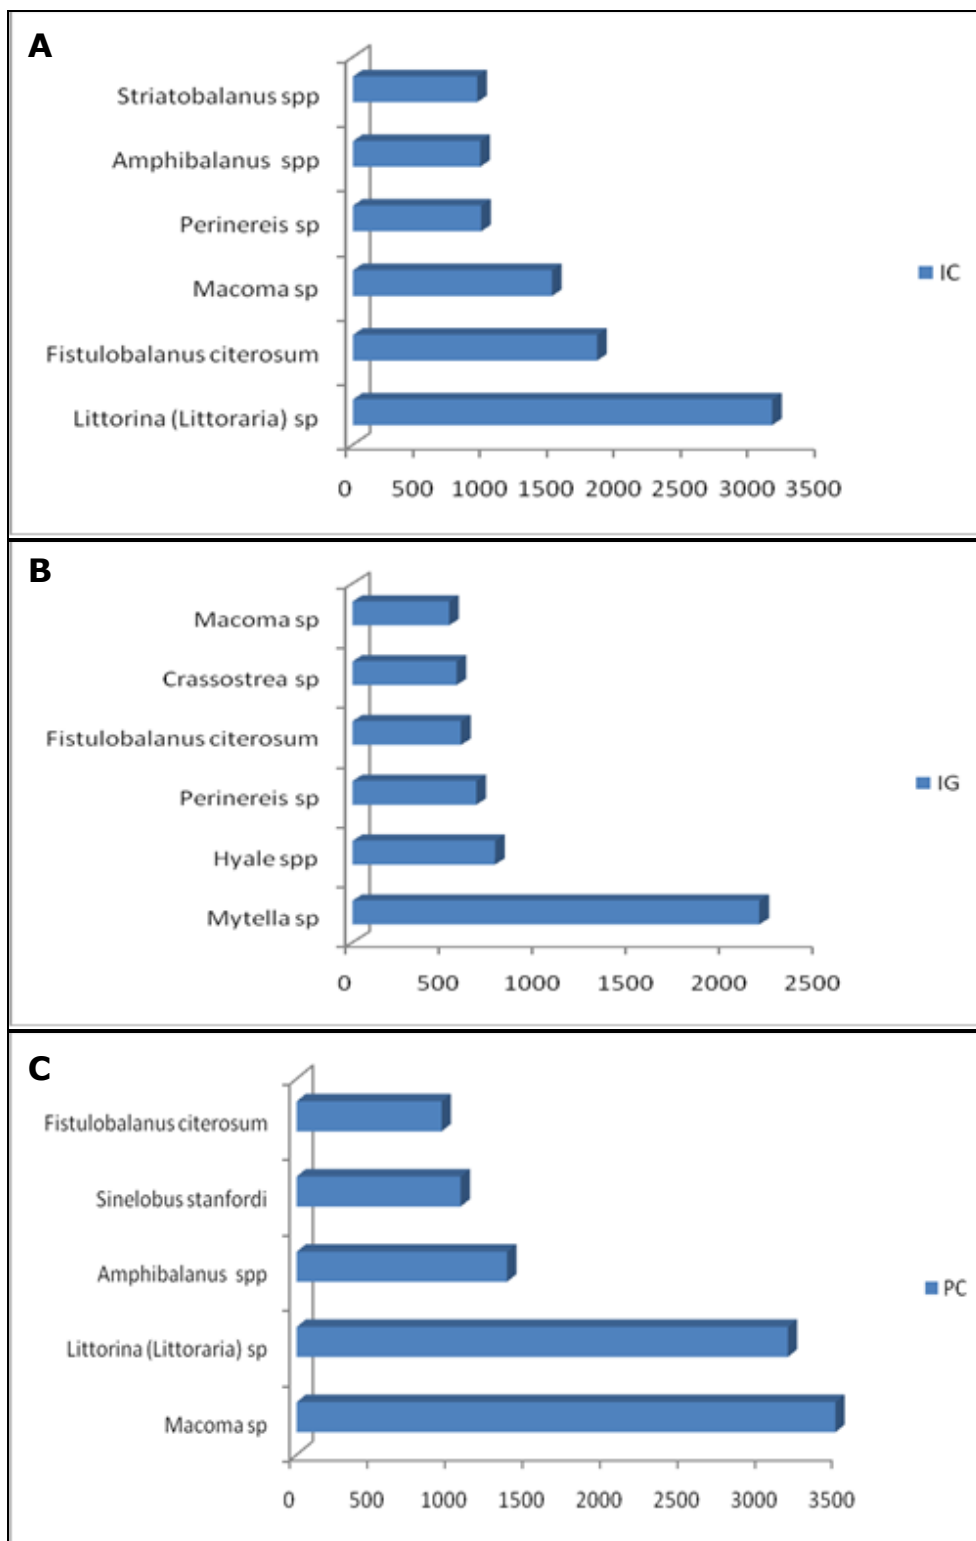 A
Striatobalanus spp
Amphibalanus spp
Perinereis sp
Macoma sp
Fistulobalanus citerosum
Littorina (Littoraria) sp
0 500 1000 1500 2000 2500 3000 3500
IC
B
Macoma sp
Crassostrea sp
Fistulobalanus citerosum
Perinereis sp
Hyale spp
Mytella sp
0 500 1000 1500 2000 2500
IG
C
Fistulobalanus citerosum
Sinelobus stanfordi
Amphibalanus spp
Littorina (Littoraria) sp
Macoma sp
0 500 1000 1500 2000 2500 3000 3500
PC